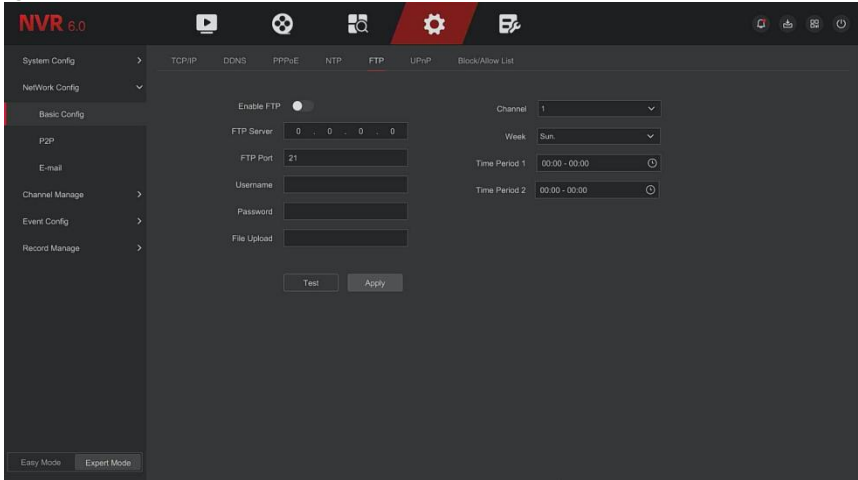 NVR 6.0
System Config
NetWork Config
Basic Config
P2P
E-mail
Channel Manage
Event Config
Record Manage
Easy Mode Expert Mode
TCP/IP DDNS PPPoE NTP FTP UPnP Block/Allow List
Enable FTP
FTP Server 0 . 0 . 0 . 0
FTP Port 21
Username
Password
File Upload
Test Apply
Channel 1
Week Sun.
Time Period 1 00:00 - 00:00
Time Period 2 00:00 - 00:00